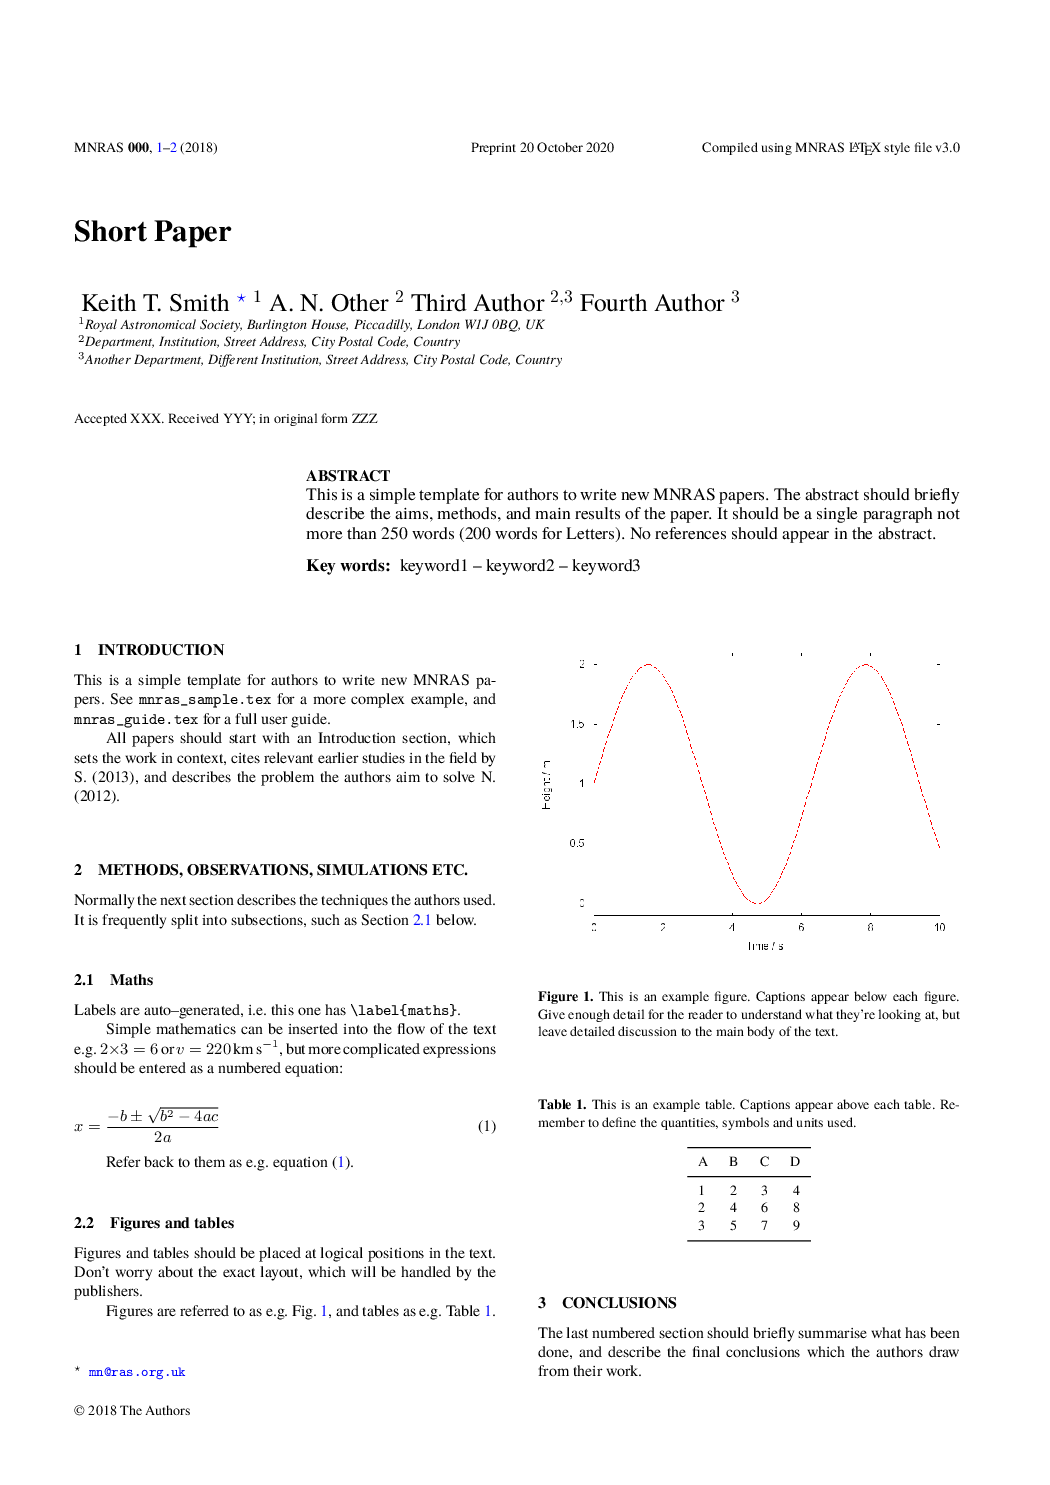 MNRAS 000, 1–2 (2018) Preprint 20 October 2020 Compiled using MNRAS LATEX style file v3.0
Short Paper
Keith T. Smith ⋆ 1 A. N. Other 2 Third Author 2,3 Fourth Author 3
1Royal Astronomical Society, Burlington House, Piccadilly, London W1J 0BQ, UK
2Department, Institution, Street Address, City Postal Code, Country
3Another Department, Different Institution, Street Address, City Postal Code, Country
Accepted XXX. Received YYY; in original form ZZZ
ABSTRACT
This is a simple template for authors to write new MNRAS papers. The abstract should briefly
describe the aims, methods, and main results of the paper. It should be a single paragraph not
more than 250 words (200 words for Letters). No references should appear in the abstract.
Key words: keyword1 – keyword2 – keyword3
1 INTRODUCTION
This is a simple template for authors to write new MNRAS pa-
pers. See mnras_sample.tex for a more complex example, and
mnras_guide.tex for a full user guide.
All papers should start with an Introduction section, which
sets the work in context, cites relevant earlier studies in the field by
S. (2013), and describes the problem the authors aim to solve N.
(2012).
2 METHODS, OBSERVATIONS, SIMULATIONS ETC.
Normally the next section describes the techniques the authors used.
It is frequently split into subsections, such as Section 2.1 below.
2.1 Maths
Labels are auto–generated, i.e. this one has \label{maths}.
Simple mathematics can be inserted into the flow of the text
e.g. 2×3 = 6 or v = 220 km s−1, but more complicated expressions
should be entered as a numbered equation:
x = −b ± √b2 − 4ac / 2a (1)
Refer back to them as e.g. equation (1).
2.2 Figures and tables
Figures and tables should be placed at logical positions in the text.
Don't worry about the exact layout, which will be handled by the
publishers.
Figures are referred to as e.g. Fig. 1, and tables as e.g. Table 1.
⋆ mn@ras.org.uk
© 2018 The Authors
2
1.5
1
0.5
0
Height / m
0 2 4 6 8 10
Time / s
Figure 1. This is an example figure. Captions appear below each figure.
Give enough detail for the reader to understand what they're looking at, but
leave detailed discussion to the main body of the text.
Table 1. This is an example table. Captions appear above each table. Re-
member to define the quantities, symbols and units used.
A B C D
1 2 3 4
2 4 6 8
3 5 7 9
3 CONCLUSIONS
The last numbered section should briefly summarise what has been
done, and describe the final conclusions which the authors draw
from their work.